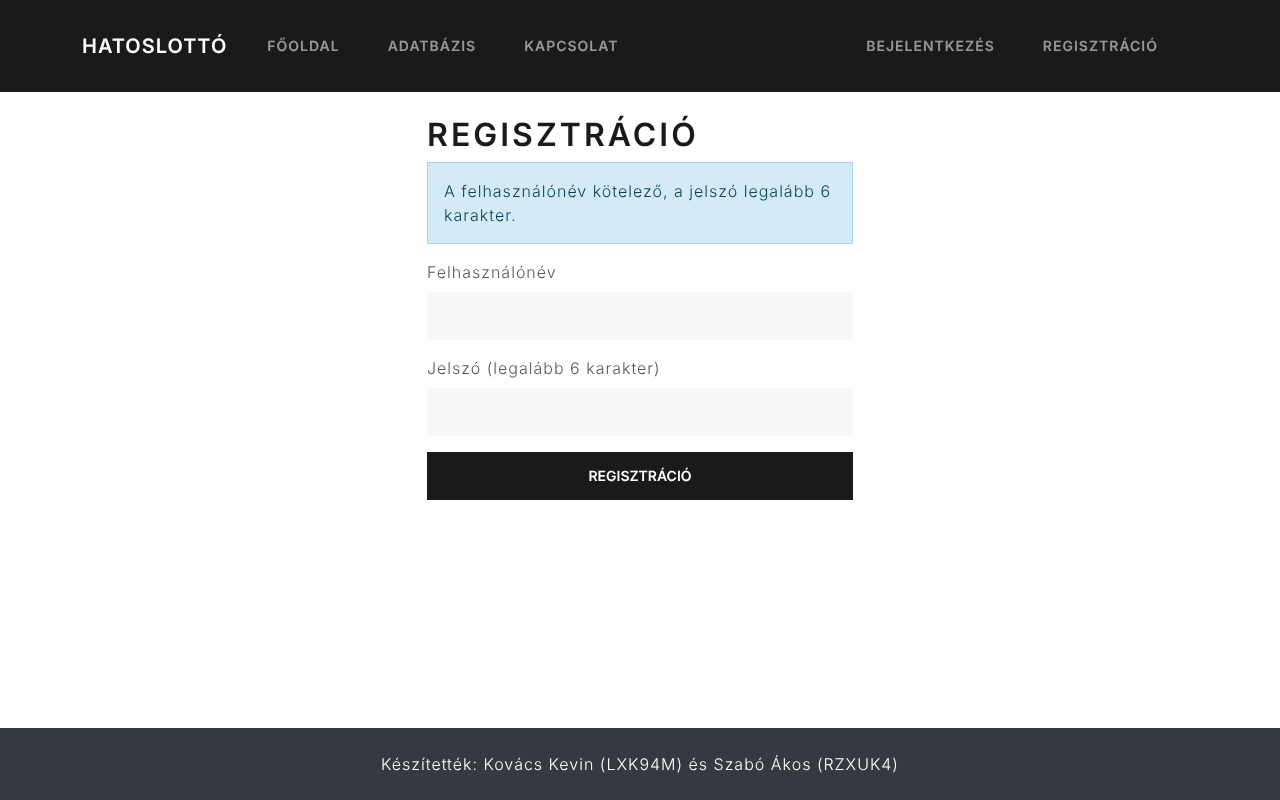 HATOSLOTTÓ FŐOLDAL ADATBÁZIS KAPCSOLAT BEJELENTKEZÉS REGISZTRÁCIÓ
REGISZTRÁCIÓ
A felhasználónév kötelező, a jelszó legalább 6
karakter.
Felhasználónév
Jelszó (legalább 6 karakter)
REGISZTRÁCIÓ
Készítették: Kovács Kevin (LXK94M) és Szabó Ákos (RZXUK4)